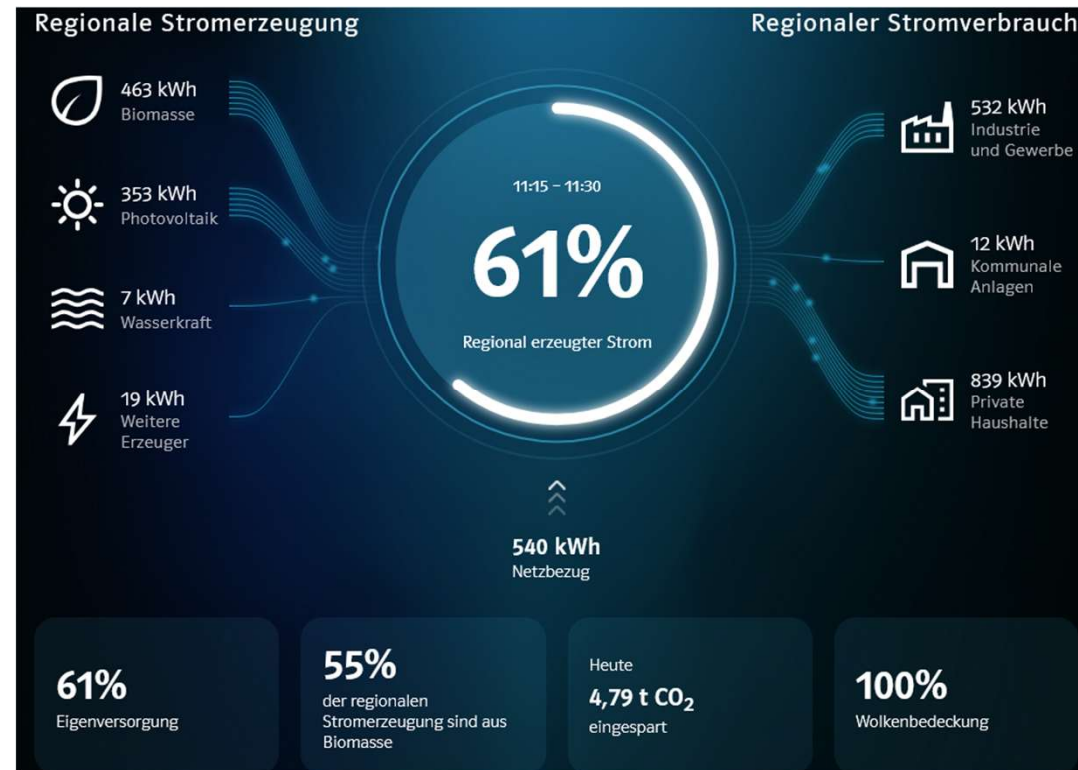 Regionale Stromerzeugung
463 kWh
Biomasse
353 kWh
Photovoltaik
7 kWh
Wasserkraft
19 kWh
Weitere
Erzeuger
11:15 – 11:30
61%
Regional erzeugter Strom
540 kWh
Netzbezug
Regionaler Stromverbrauch
532 kWh
Industrie
und Gewerbe
12 kWh
Kommunale
Anlagen
839 kWh
Private
Haushalte
61%
Eigenversorgung
55%
der regionalen
Stromerzeugung sind aus
Biomasse
Heute
4,79 t CO₂
eingespart
100%
Wolkenbedeckung